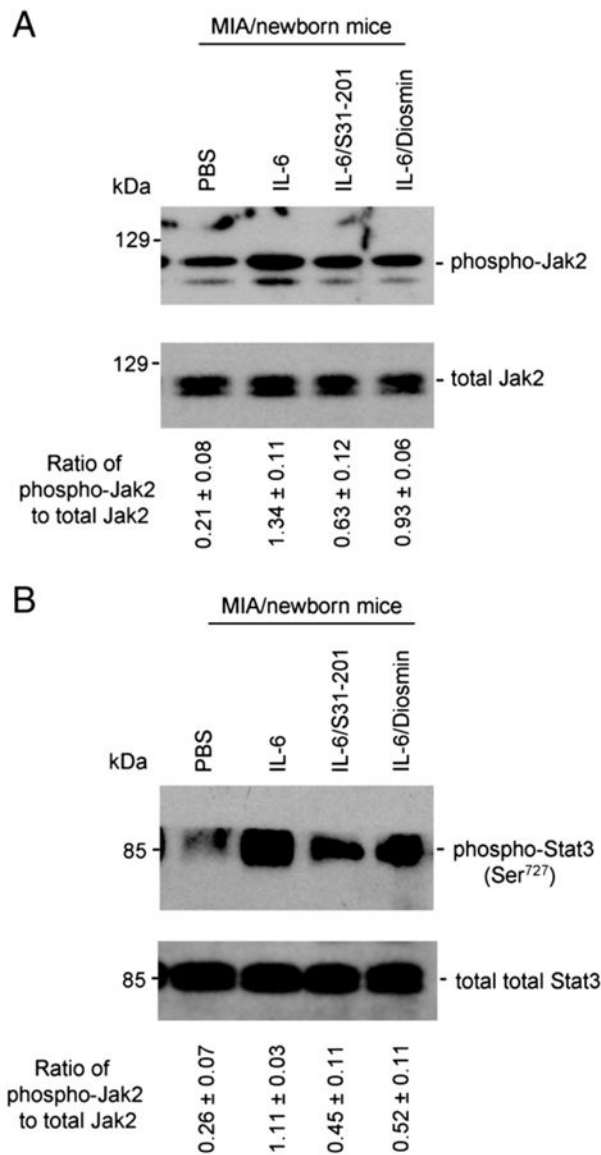 A
MIA/newborn mice
PBS
IL-6
IL-6/S31-201
IL-6/Diosmin
kDa
129
phospho-Jak2
129
total Jak2
Ratio of
phospho-Jak2
to total Jak2
0.21 ± 0.08
1.34 ± 0.11
0.63 ± 0.12
0.93 ± 0.06
B
MIA/newborn mice
PBS
IL-6
IL-6/S31-201
IL-6/Diosmin
kDa
85
phospho-Stat3
(Ser⁷²⁷)
85
total total Stat3
Ratio of
phospho-Jak2
to total Jak2
0.26 ± 0.07
1.11 ± 0.03
0.45 ± 0.11
0.52 ± 0.11